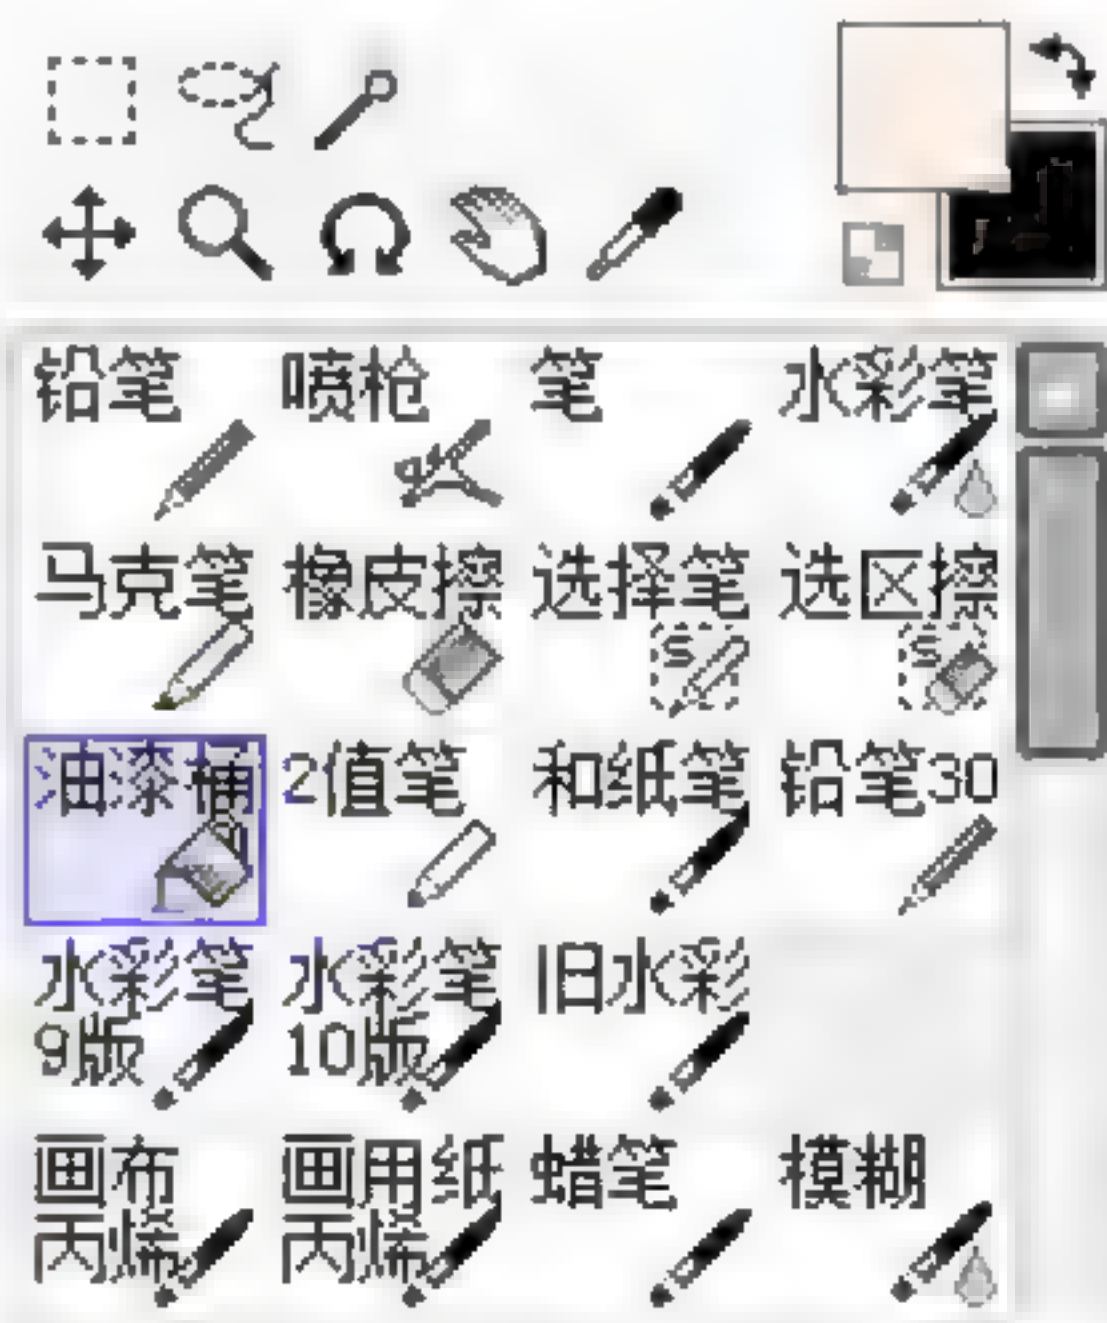 铅笔 喷枪 笔 水彩笔
马克笔 橡皮擦 选择笔 选区擦
油漆桶 2值笔 和纸笔 铅笔30
水彩笔 水彩笔 旧水彩
9版 10版
画布 画用纸 蜡笔 模糊
丙烯 丙烯